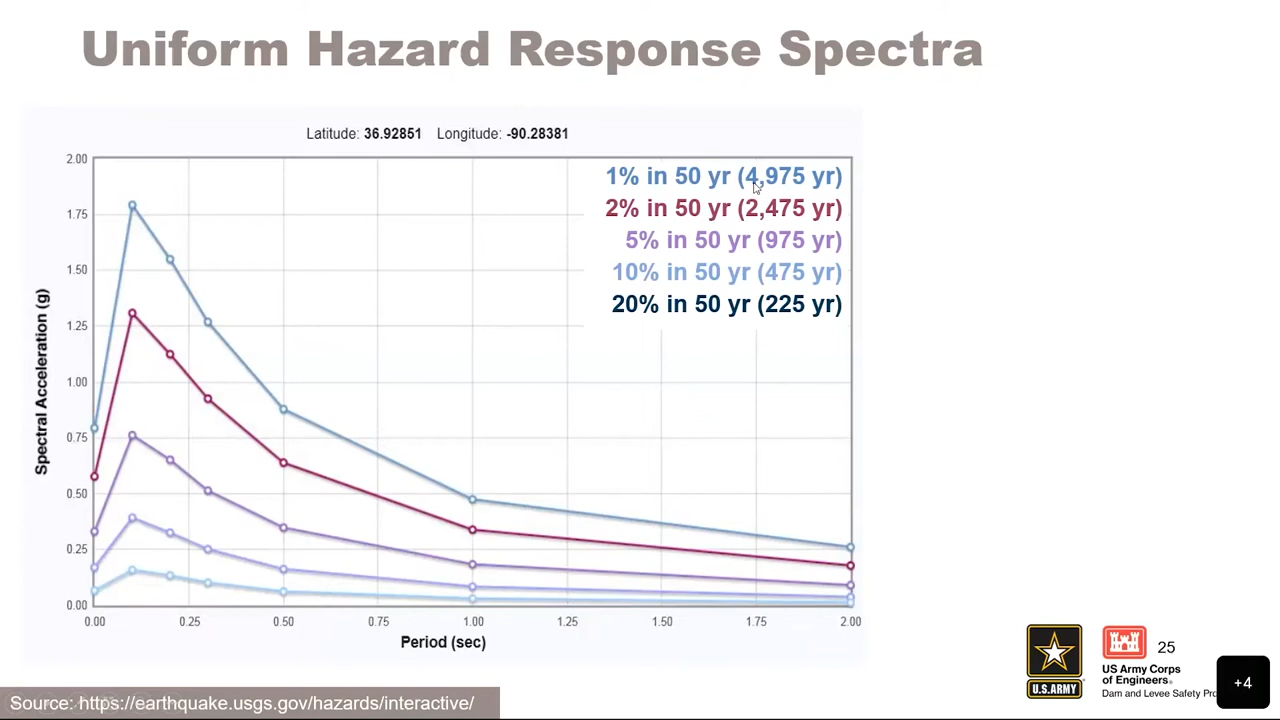 Uniform Hazard Response Spectra
Latitude: 36.92851 Longitude: -90.28381
2.00
1.75
1.50
1.25
1.00
0.75
0.50
0.25
0.00
Spectral Acceleration (g)
1% in 50 yr (4,975 yr)
2% in 50 yr (2,475 yr)
5% in 50 yr (975 yr)
10% in 50 yr (475 yr)
20% in 50 yr (225 yr)
0.00 0.25 0.50 0.75 1.00 1.25 1.50 1.75 2.00
Period (sec)
U.S.ARMY
25
US Army Corps
of Engineers®
Dam and Levee Safety
+4
Source: https://earthquake.usgs.gov/hazards/interactive/